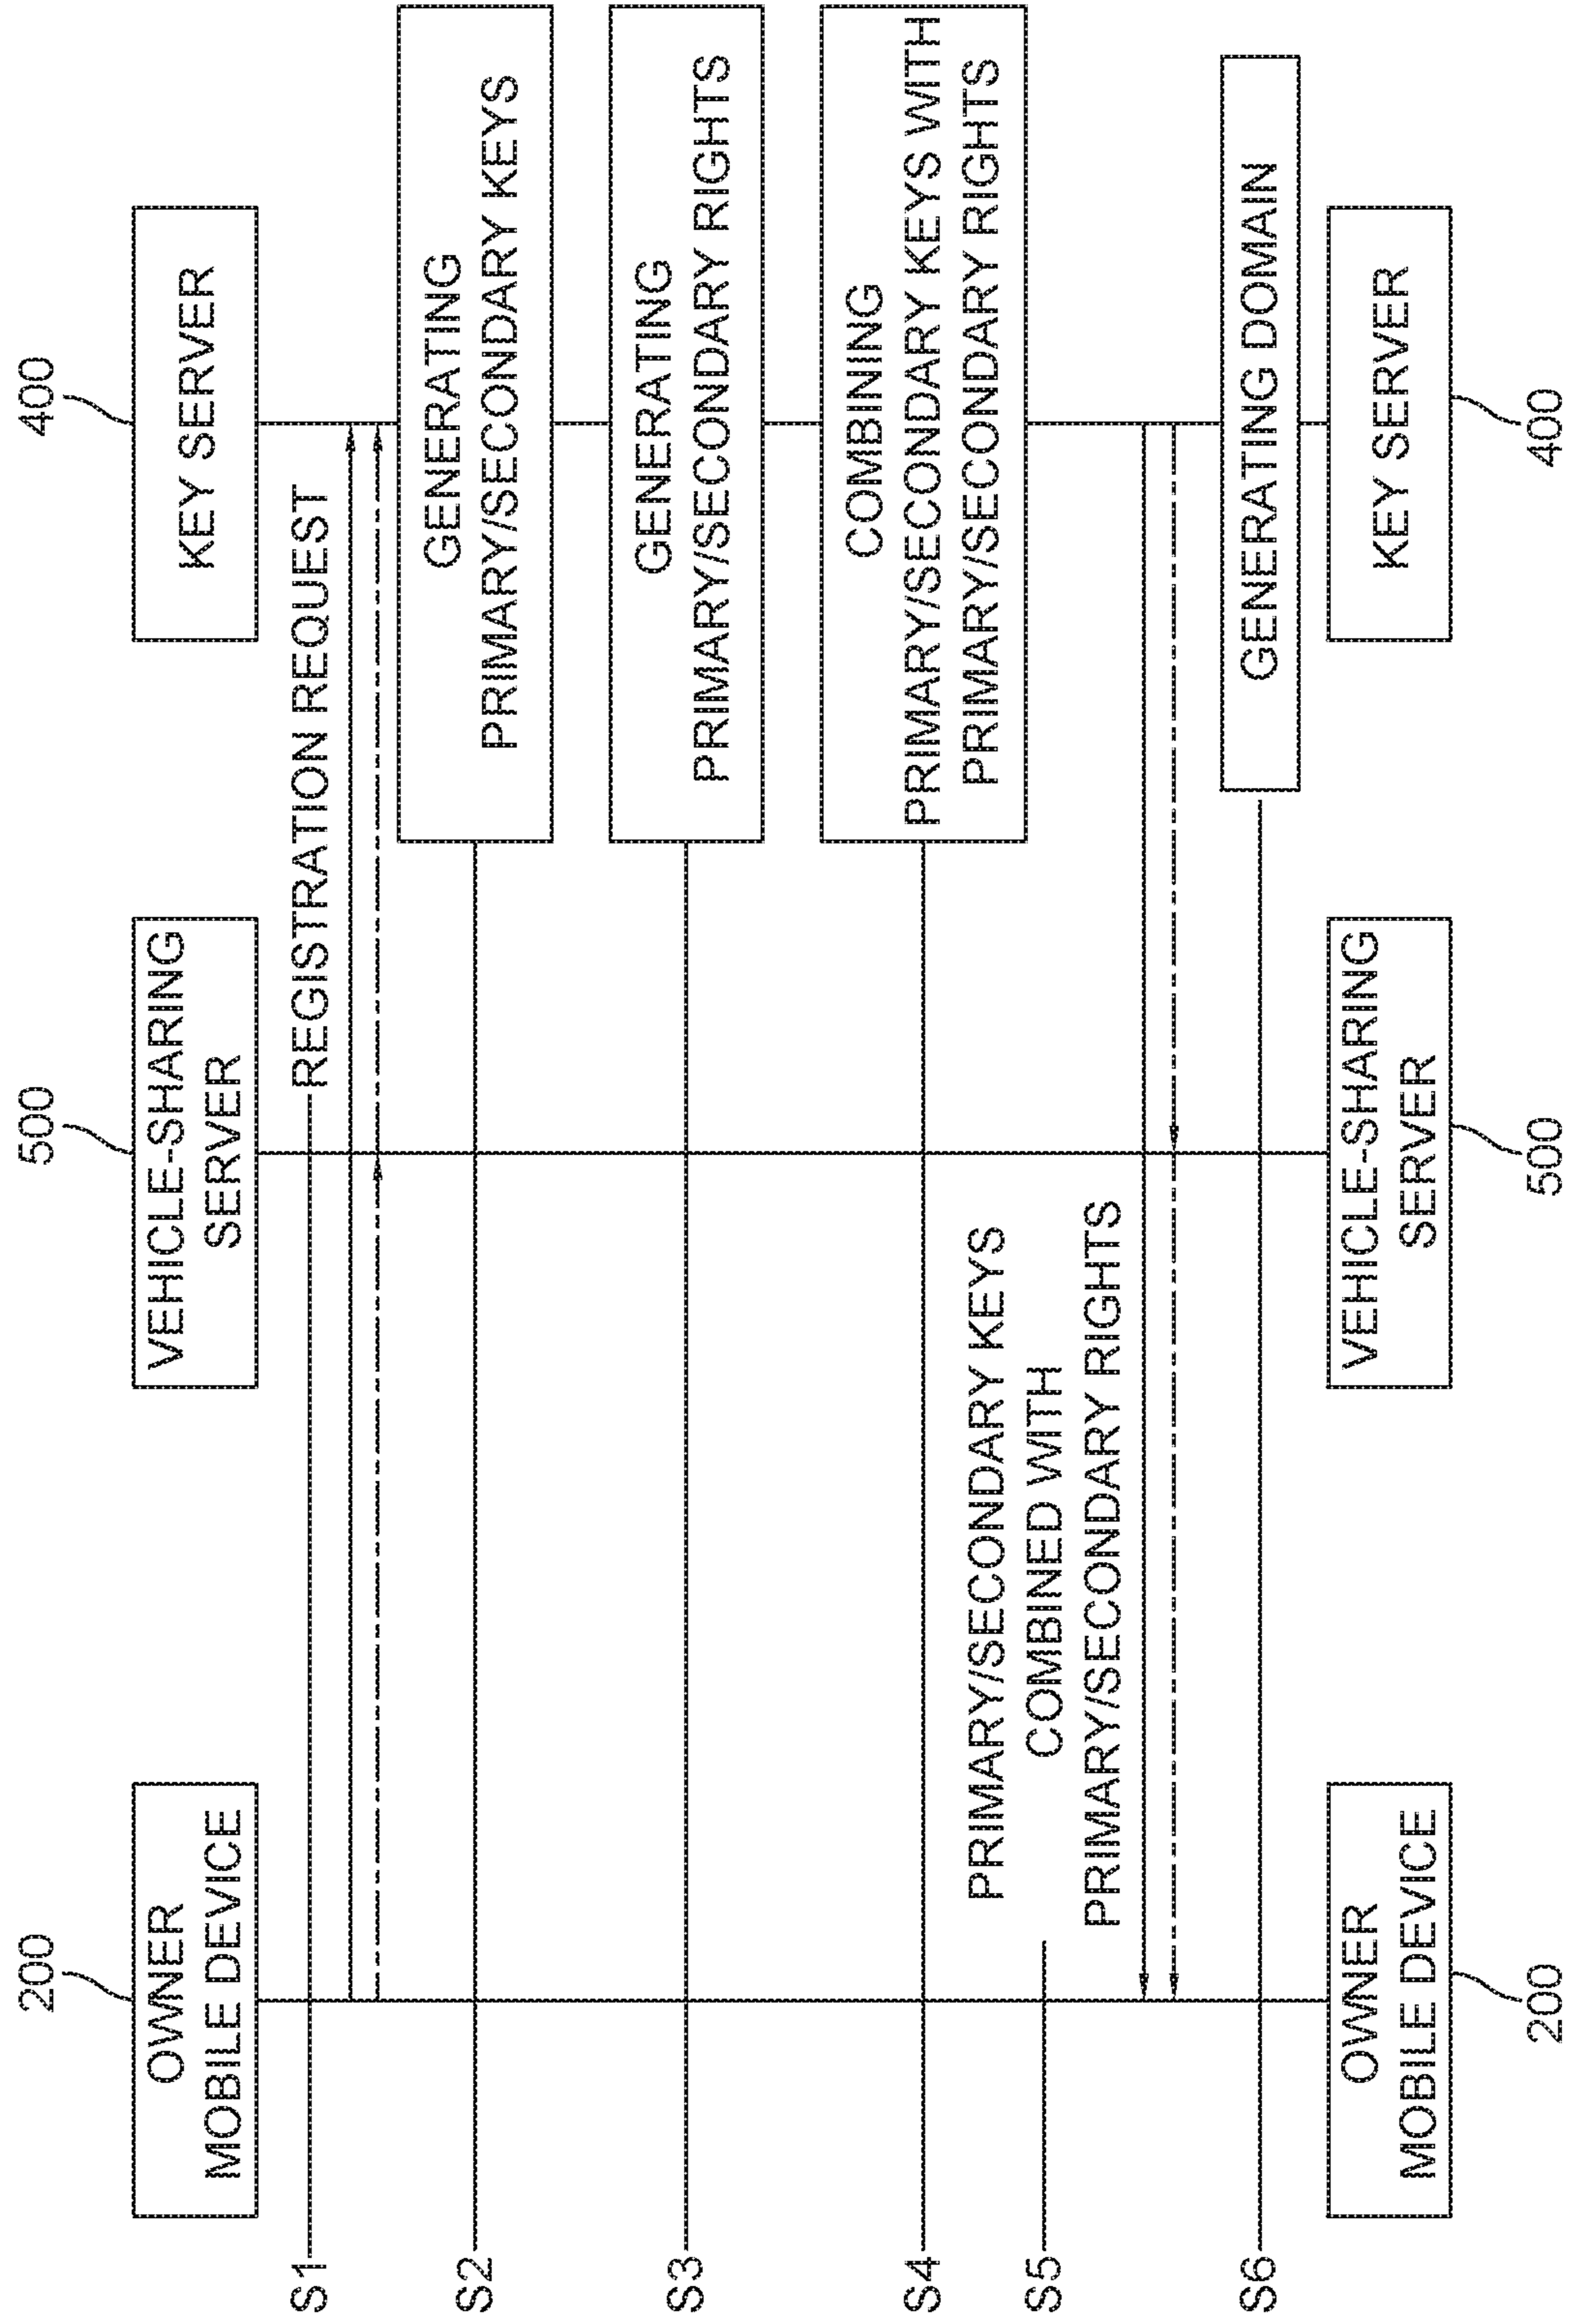 200
OWNER
MOBILE DEVICE
500
VEHICLE-SHARING
SERVER
400
KEY SERVER
S1
REGISTRATION REQUEST
S2
GENERATING
PRIMARY/SECONDARY KEYS
S3
GENERATING
PRIMARY/SECONDARY RIGHTS
S4
COMBINING
PRIMARY/SECONDARY KEYS WITH
PRIMARY/SECONDARY RIGHTS
S5
PRIMARY/SECONDARY KEYS
COMBINED WITH
PRIMARY/SECONDARY RIGHTS
S6
GENERATING DOMAIN
OWNER
MOBILE DEVICE
200
VEHICLE-SHARING
SERVER
500
KEY SERVER
400